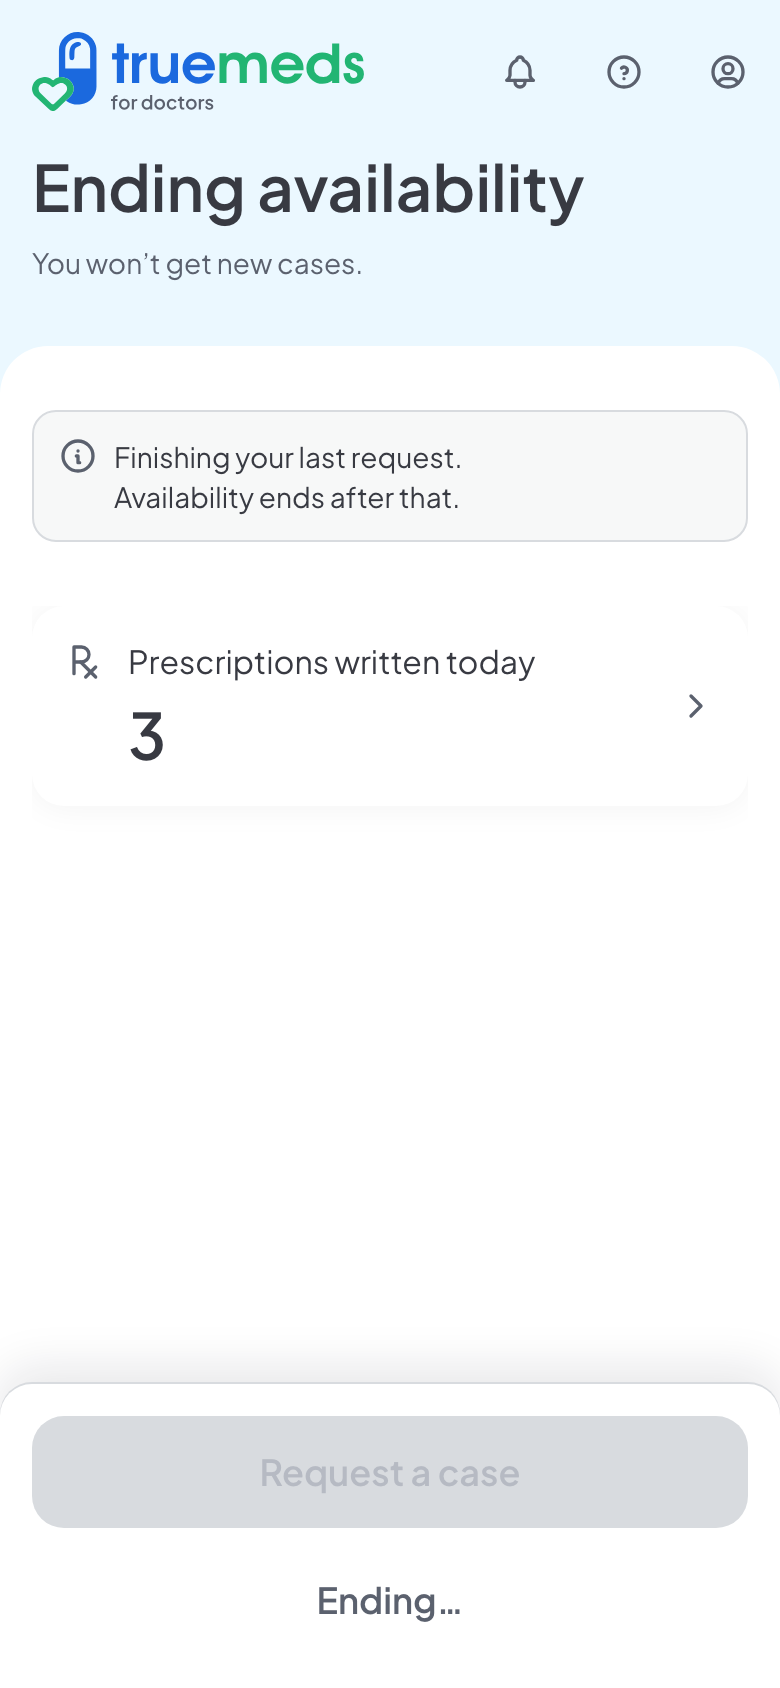 truemeds
for doctors
Ending availability
You won’t get new cases.
Finishing your last request.
Availability ends after that.
Prescriptions written today
3
Request a case
Ending...